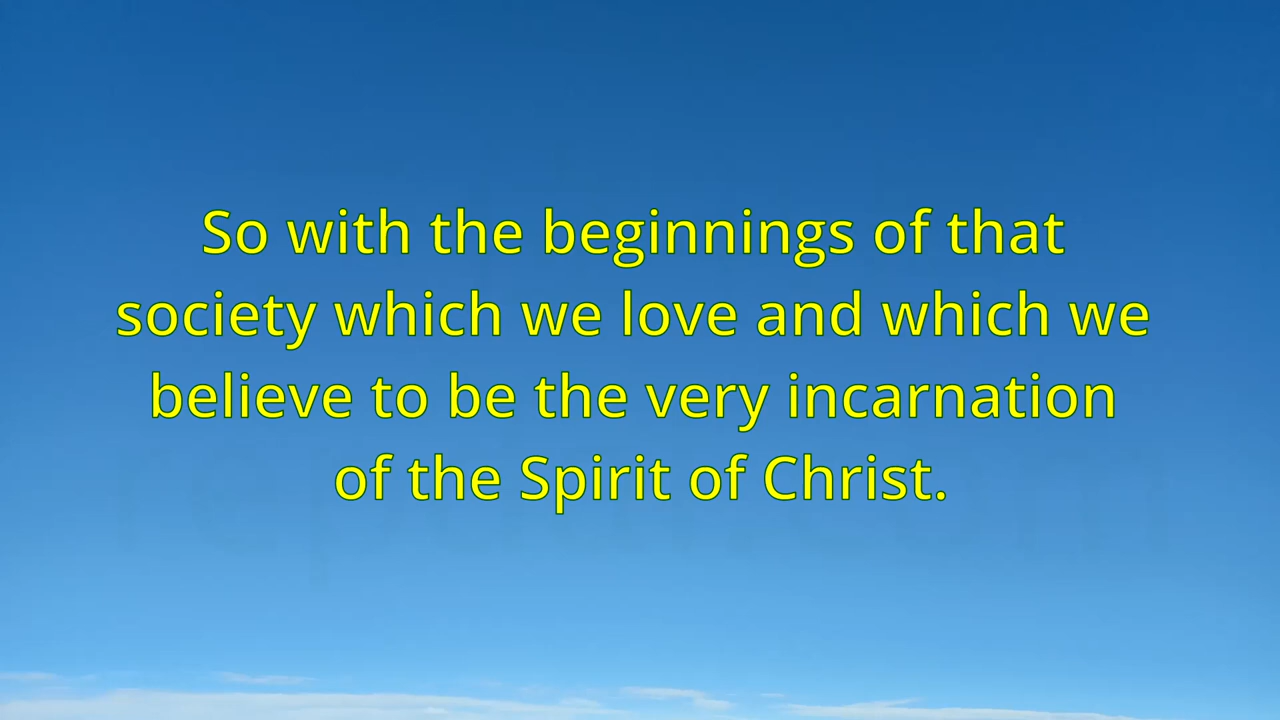 So with the beginnings of that
society which we love and which we
believe to be the very incarnation
of the Spirit of Christ.